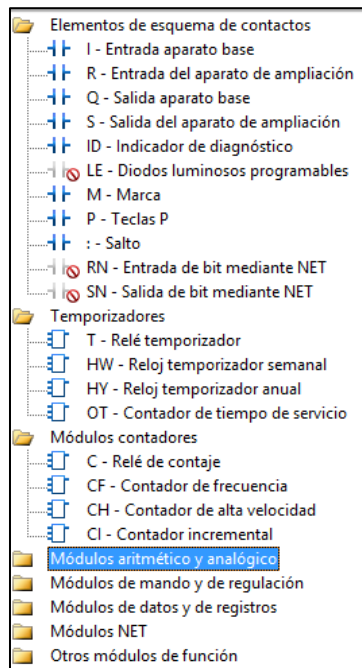 Elementos de esquema de contactos
I - Entrada aparato base
R - Entrada del aparato de ampliación
Q - Salida aparato base
S - Salida del aparato de ampliación
ID - Indicador de diagnóstico
LE - Diodos luminosos programables
M - Marca
P - Teclas P
: - Salto
RN - Entrada de bit mediante NET
SN - Salida de bit mediante NET
Temporizadores
T - Relé temporizador
HW - Reloj temporizador semanal
HY - Reloj temporizador anual
OT - Contador de tiempo de servicio
Módulos contadores
C - Relé de contaje
CF - Contador de frecuencia
CH - Contador de alta velocidad
CI - Contador incremental
Módulos aritmético y analógico
Módulos de mando y de regulación
Módulos de datos y de registros
Módulos NET
Otros módulos de función